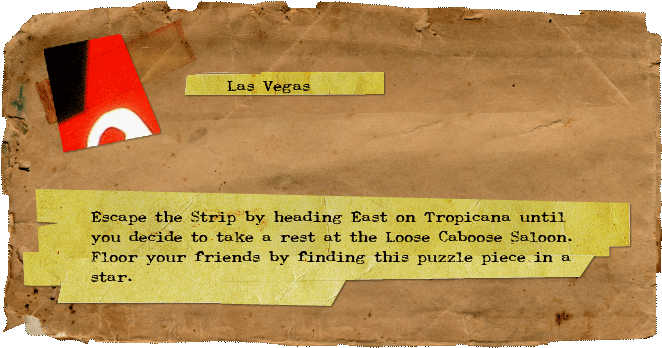 Las Vegas
Escape the Strip by heading East on Tropicana until
you decide to take a rest at the Loose Caboose Saloon.
Floor your friends by finding this puzzle piece in a
star.